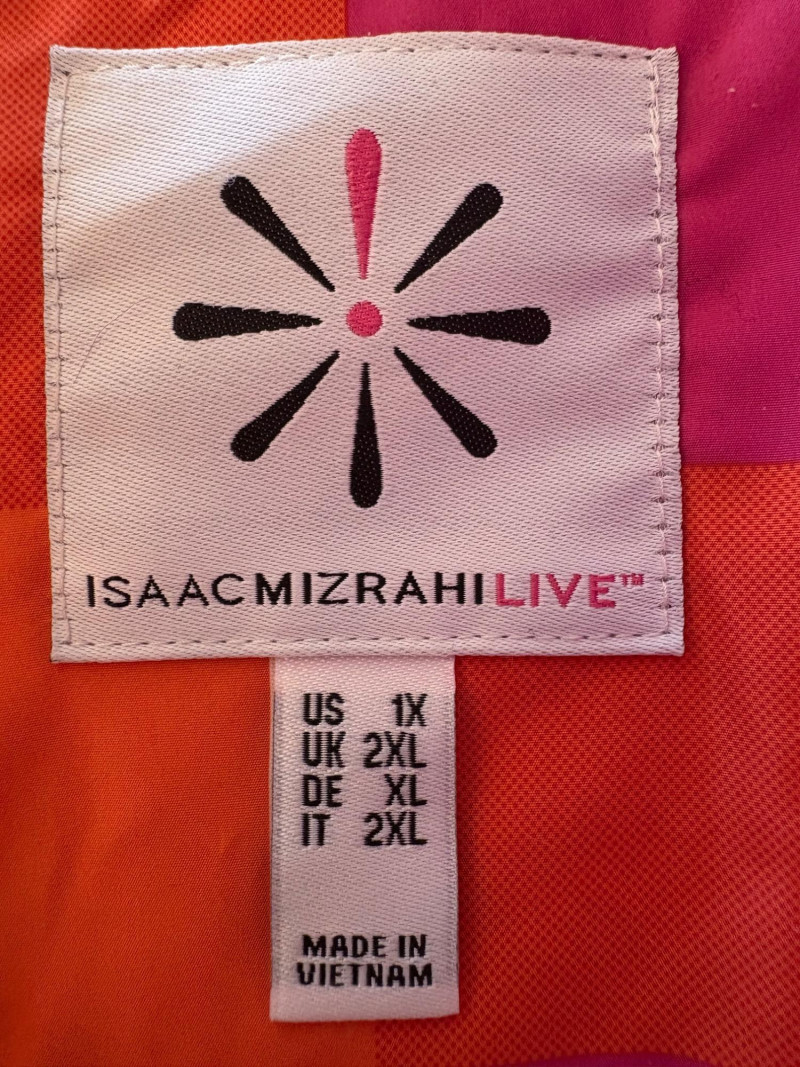 ISAACMIZRAHILIVE™
US 1X
UK 2XL
DE XL
IT 2XL
MADE IN
VIETNAM